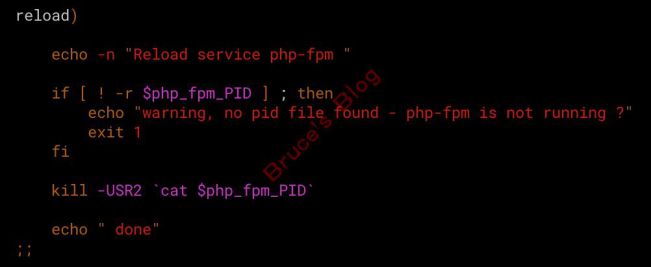 reload)
echo -n "Reload service php-fpm "
if [ ! -r $php_fpm_PID ] ; then
echo "warning, no pid file found - php-fpm is not running ?"
exit 1
fi
kill -USR2 `cat $php_fpm_PID`
echo " done"
;;
Bruce's Blog